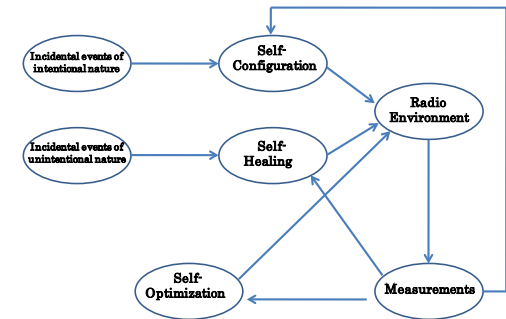 Incidental events of
intentional nature
Self-
Configuration
Radio
Environment
Incidental events of
unintentional nature
Self-
Healing
Self-
Optimization
Measurements